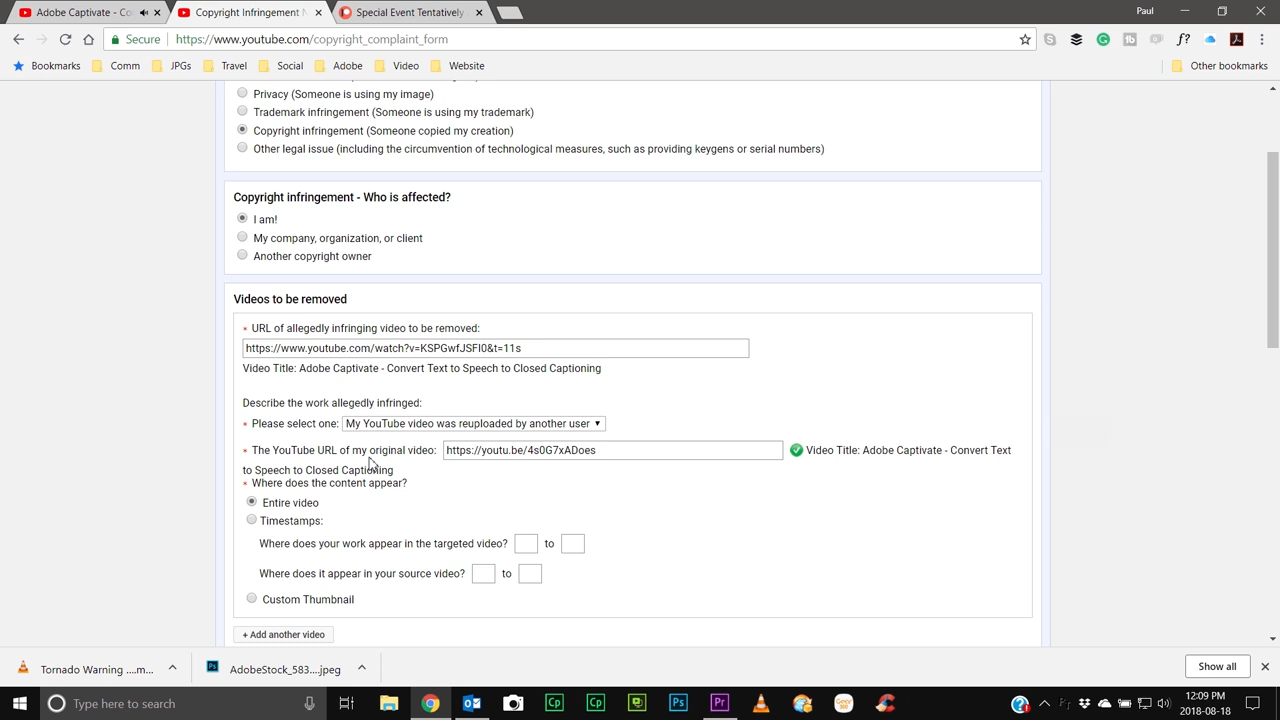 Adobe Captivate - Co
Copyright Infringement N
Special Event Tentatively
Paul
Secure
https://www.youtube.com/copyright_complaint_form
Bookmarks
Comm
JPGs
Travel
Social
Adobe
Video
Website
Other bookmarks
Privacy (Someone is using my image)
Trademark infringement (Someone is using my trademark)
Copyright infringement (Someone copied my creation)
Other legal issue (including the circumvention of technological measures, such as providing keygens or serial numbers)
Copyright infringement - Who is affected?
I am!
My company, organization, or client
Another copyright owner
Videos to be removed
* URL of allegedly infringing video to be removed:
https://www.youtube.com/watch?v=KSPGwfJSFI0&t=11s
Video Title: Adobe Captivate - Convert Text to Speech to Closed Captioning
Describe the work allegedly infringed:
* Please select one: My YouTube video was reuploaded by another user
* The YouTube URL of my original video: https://youtu.be/4s0G7xADoes Video Title: Adobe Captivate - Convert Text
to Speech to Closed Captioning
* Where does the content appear?
Entire video
Timestamps:
Where does your work appear in the targeted video? to
Where does it appear in your source video? to
Custom Thumbnail
+ Add another video
Tornado Warning ....m...
AdobeStock_583....jpeg
Show all
Type here to search
12:09 PM
2018-08-18